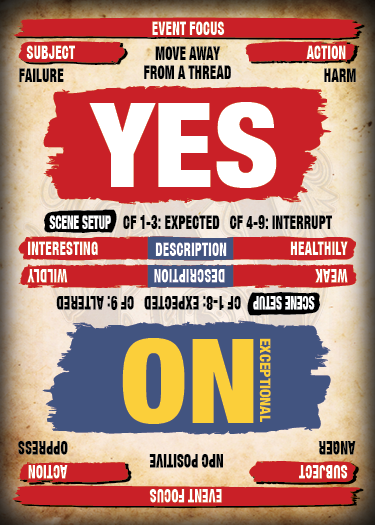 EVENT FOCUS
SUBJECT MOVE AWAY ACTION
FAILURE FROM A THREAD HARM
YES
SCENE SETUP CF 1-3: EXPECTED CF 4-9: INTERRUPT
INTERESTING DESCRIPTION HEALTHILY
EVENT FOCUS
SUBJECT ACTION
ANGER NPC POSITIVE OPPRESS
EXCEPTIONAL
NO
SCENE SETUP CF 1-8: EXPECTED CF 9: ALTERED
WEAK DESCRIPTION WILDLY